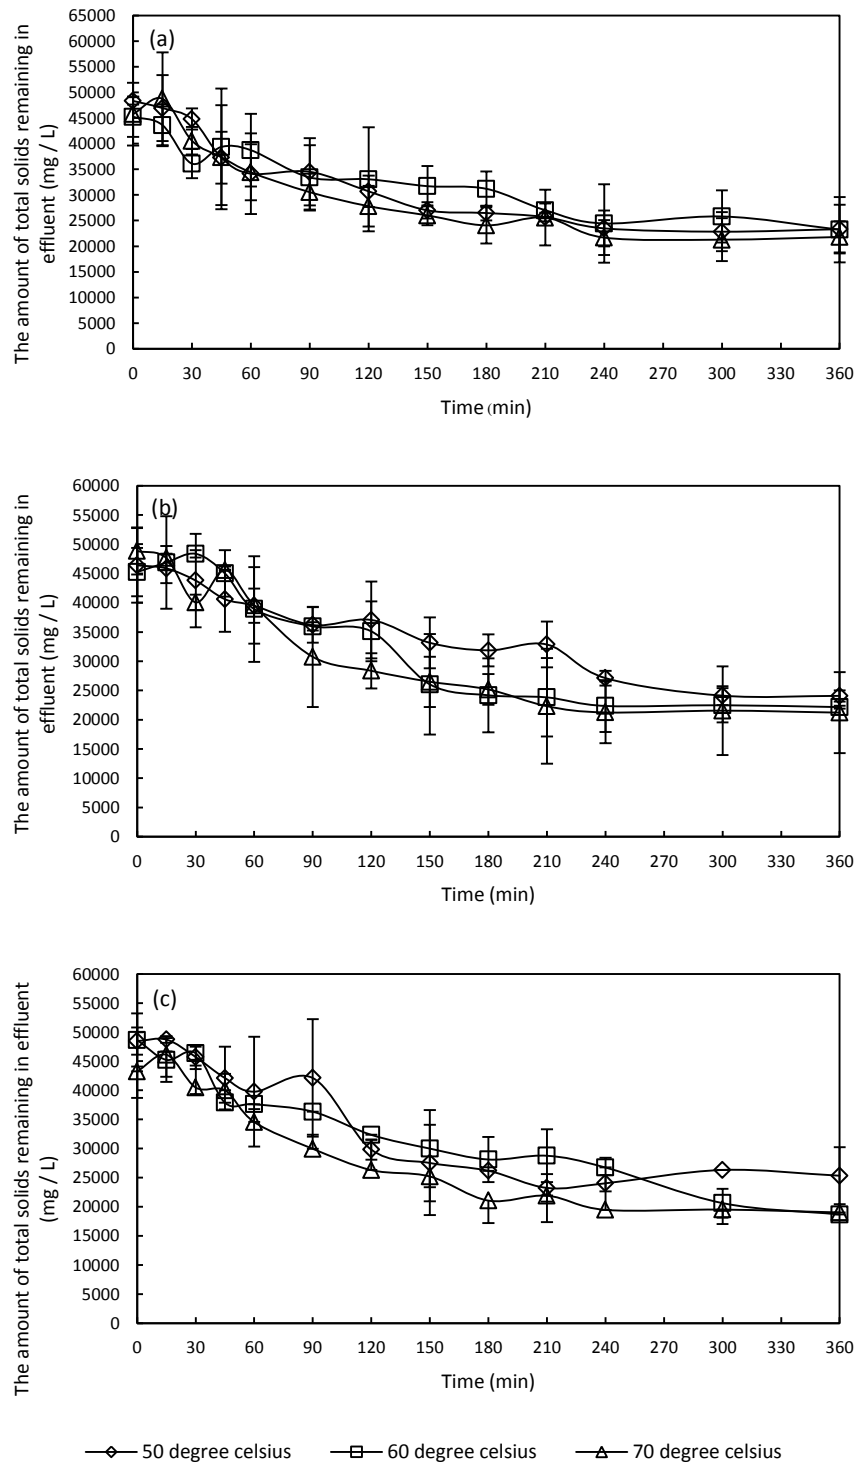 The amount of total solids remaining in
effluent (mg / L)
(a)
65000
60000
55000
50000
45000
40000
35000
30000
25000
20000
15000
10000
5000
0
0 30 60 90 120 150 180 210 240 270 300 330 360
Time (min)
The amount of total solids remaining in
effluent (mg / L)
(b)
60000
55000
50000
45000
40000
35000
30000
25000
20000
15000
10000
5000
0
0 30 60 90 120 150 180 210 240 270 300 330 360
Time (min)
The amount of total solids remaining in effluent
(mg / L)
(c)
60000
55000
50000
45000
40000
35000
30000
25000
20000
15000
10000
5000
0
0 30 60 90 120 150 180 210 240 270 300 330 360
Time (min)
50 degree celsius 60 degree celsius 70 degree celsius